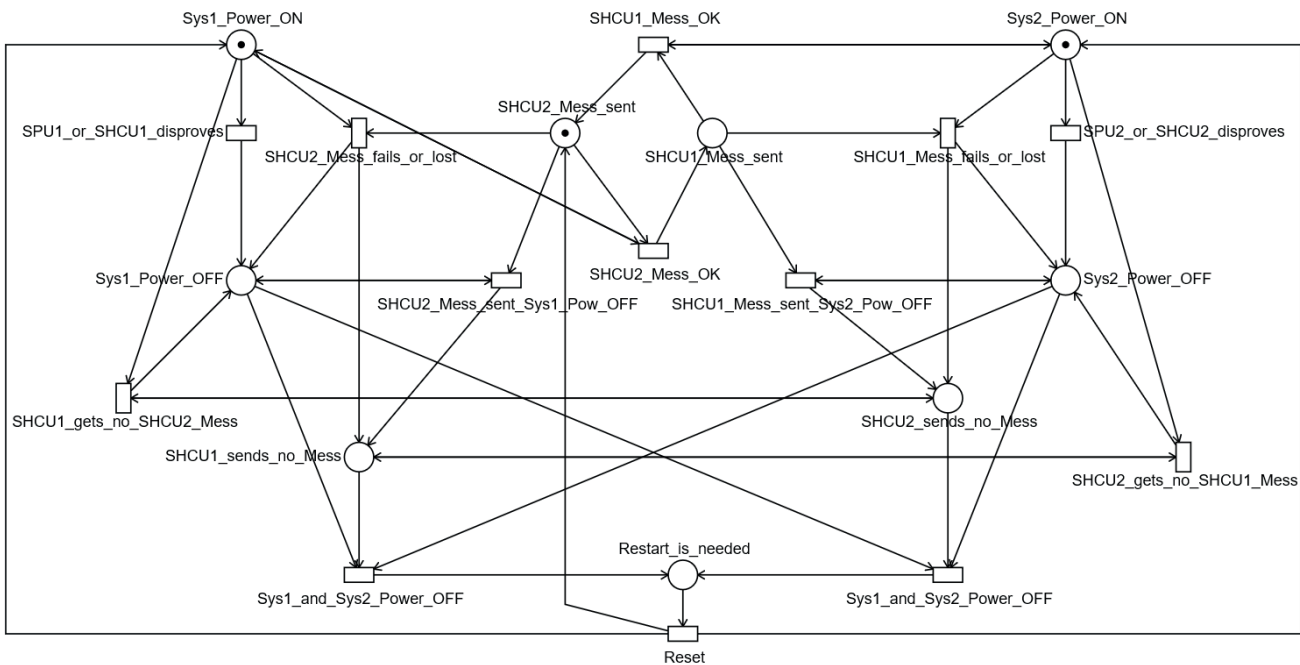 Sys1_Power_ON
SHCU1_Mess_OK
Sys2_Power_ON
SHCU2_Mess_sent
SPU1_or_SHCU1_disproves
SPU2_or_SHCU2_disproves
SHCU2_Mess_fails_or_lost
SHCU1_Mess_sent
SHCU1_Mess_fails_or_lost
SHCU2_Mess_OK
Sys1_Power_OFF
Sys2_Power_OFF
SHCU2_Mess_sent_Sys1_Pow_OFF
SHCU1_Mess_sent_Sys2_Pow_OFF
SHCU1_gets_no_SHCU2_Mess
SHCU2_sends_no_Mess
SHCU1_sends_no_Mess
SHCU2_gets_no_SHCU1_Mess
Restart_is_needed
Sys1_and_Sys2_Power_OFF
Sys1_and_Sys2_Power_OFF
Reset